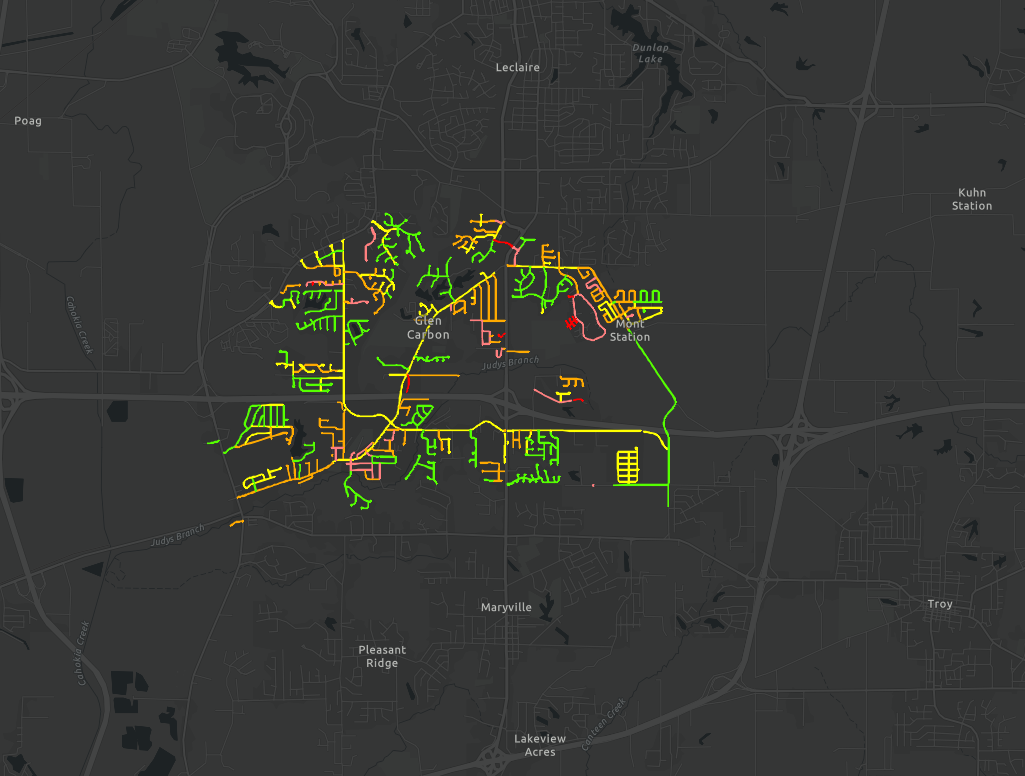 Dunlap
Lake
Leclaire
Poag
Kuhn
Station
Cahokia Creek
Glen
Carbon
Mont
Station
Judys Branch
Judys Branch
Maryville
Troy
Cahokia Creek
Pleasant
Ridge
Canteen Creek
Lakeview
Acres